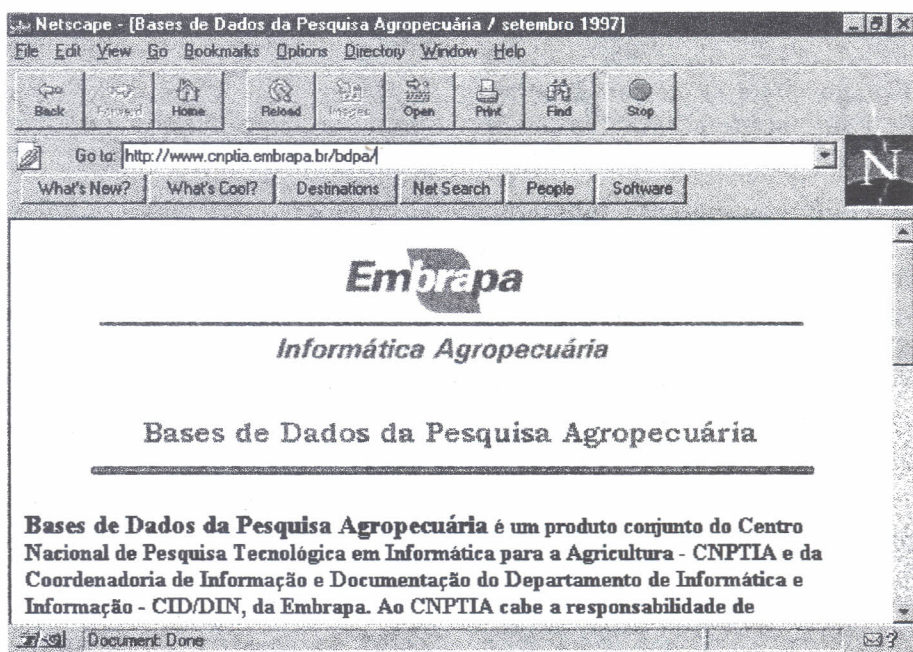 Netscape - [Bases de Dados da Pesquisa Agropecuária / setembro 1997]
File Edit View Go Bookmarks Options Directory Window Help
Back Forward Home Reload Images Open Print Find Stop
Go to: http://www.cnptia.embrapa.br/bdpa/
N
What's New? What's Cool? Destinations Net Search People Software
Embrapa
Informática Agropecuária
Bases de Dados da Pesquisa Agropecuária
Bases de Dados da Pesquisa Agropecuária é um produto conjunto do Centro
Nacional de Pesquisa Tecnológica em Informática para a Agricultura - CNPTIA e da
Coordenadoria de Informação e Documentação do Departamento de Informática e
Informação - CID/DIN, da Embrapa. Ao CNPTIA cabe a responsabilidade de
Document: Done
?